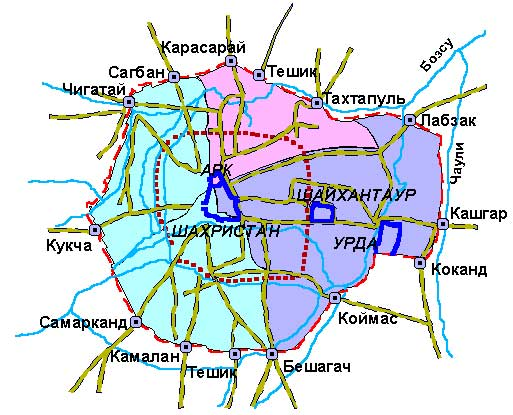 Карасарай
Бозсу
Сагбан
Тешик
Чигатай
Тахтапуль
Лабзак
Чаули
АРК
ШАЙХАНТАУР
Кашгар
ШАХРИСТАН
УРДА
Кукча
Коканд
Самарканд
Коймас
Камалан
Тешик
Бешагач